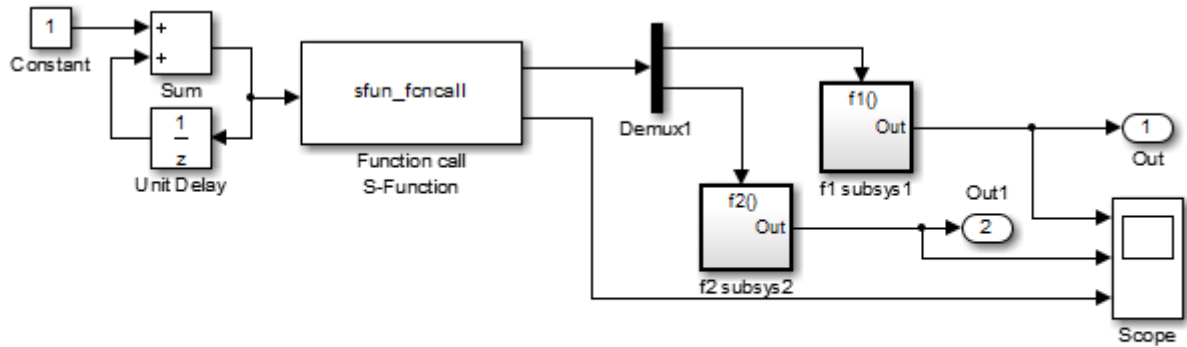 1
Constant
+
+
Sum
1
z
Unit Delay
sfun_fcncall
Function call
S-Function
Demux1
f1()
Out
f1 subsys1
f2()
Out
f2 subsys2
1
Out
Out1
2
Scope